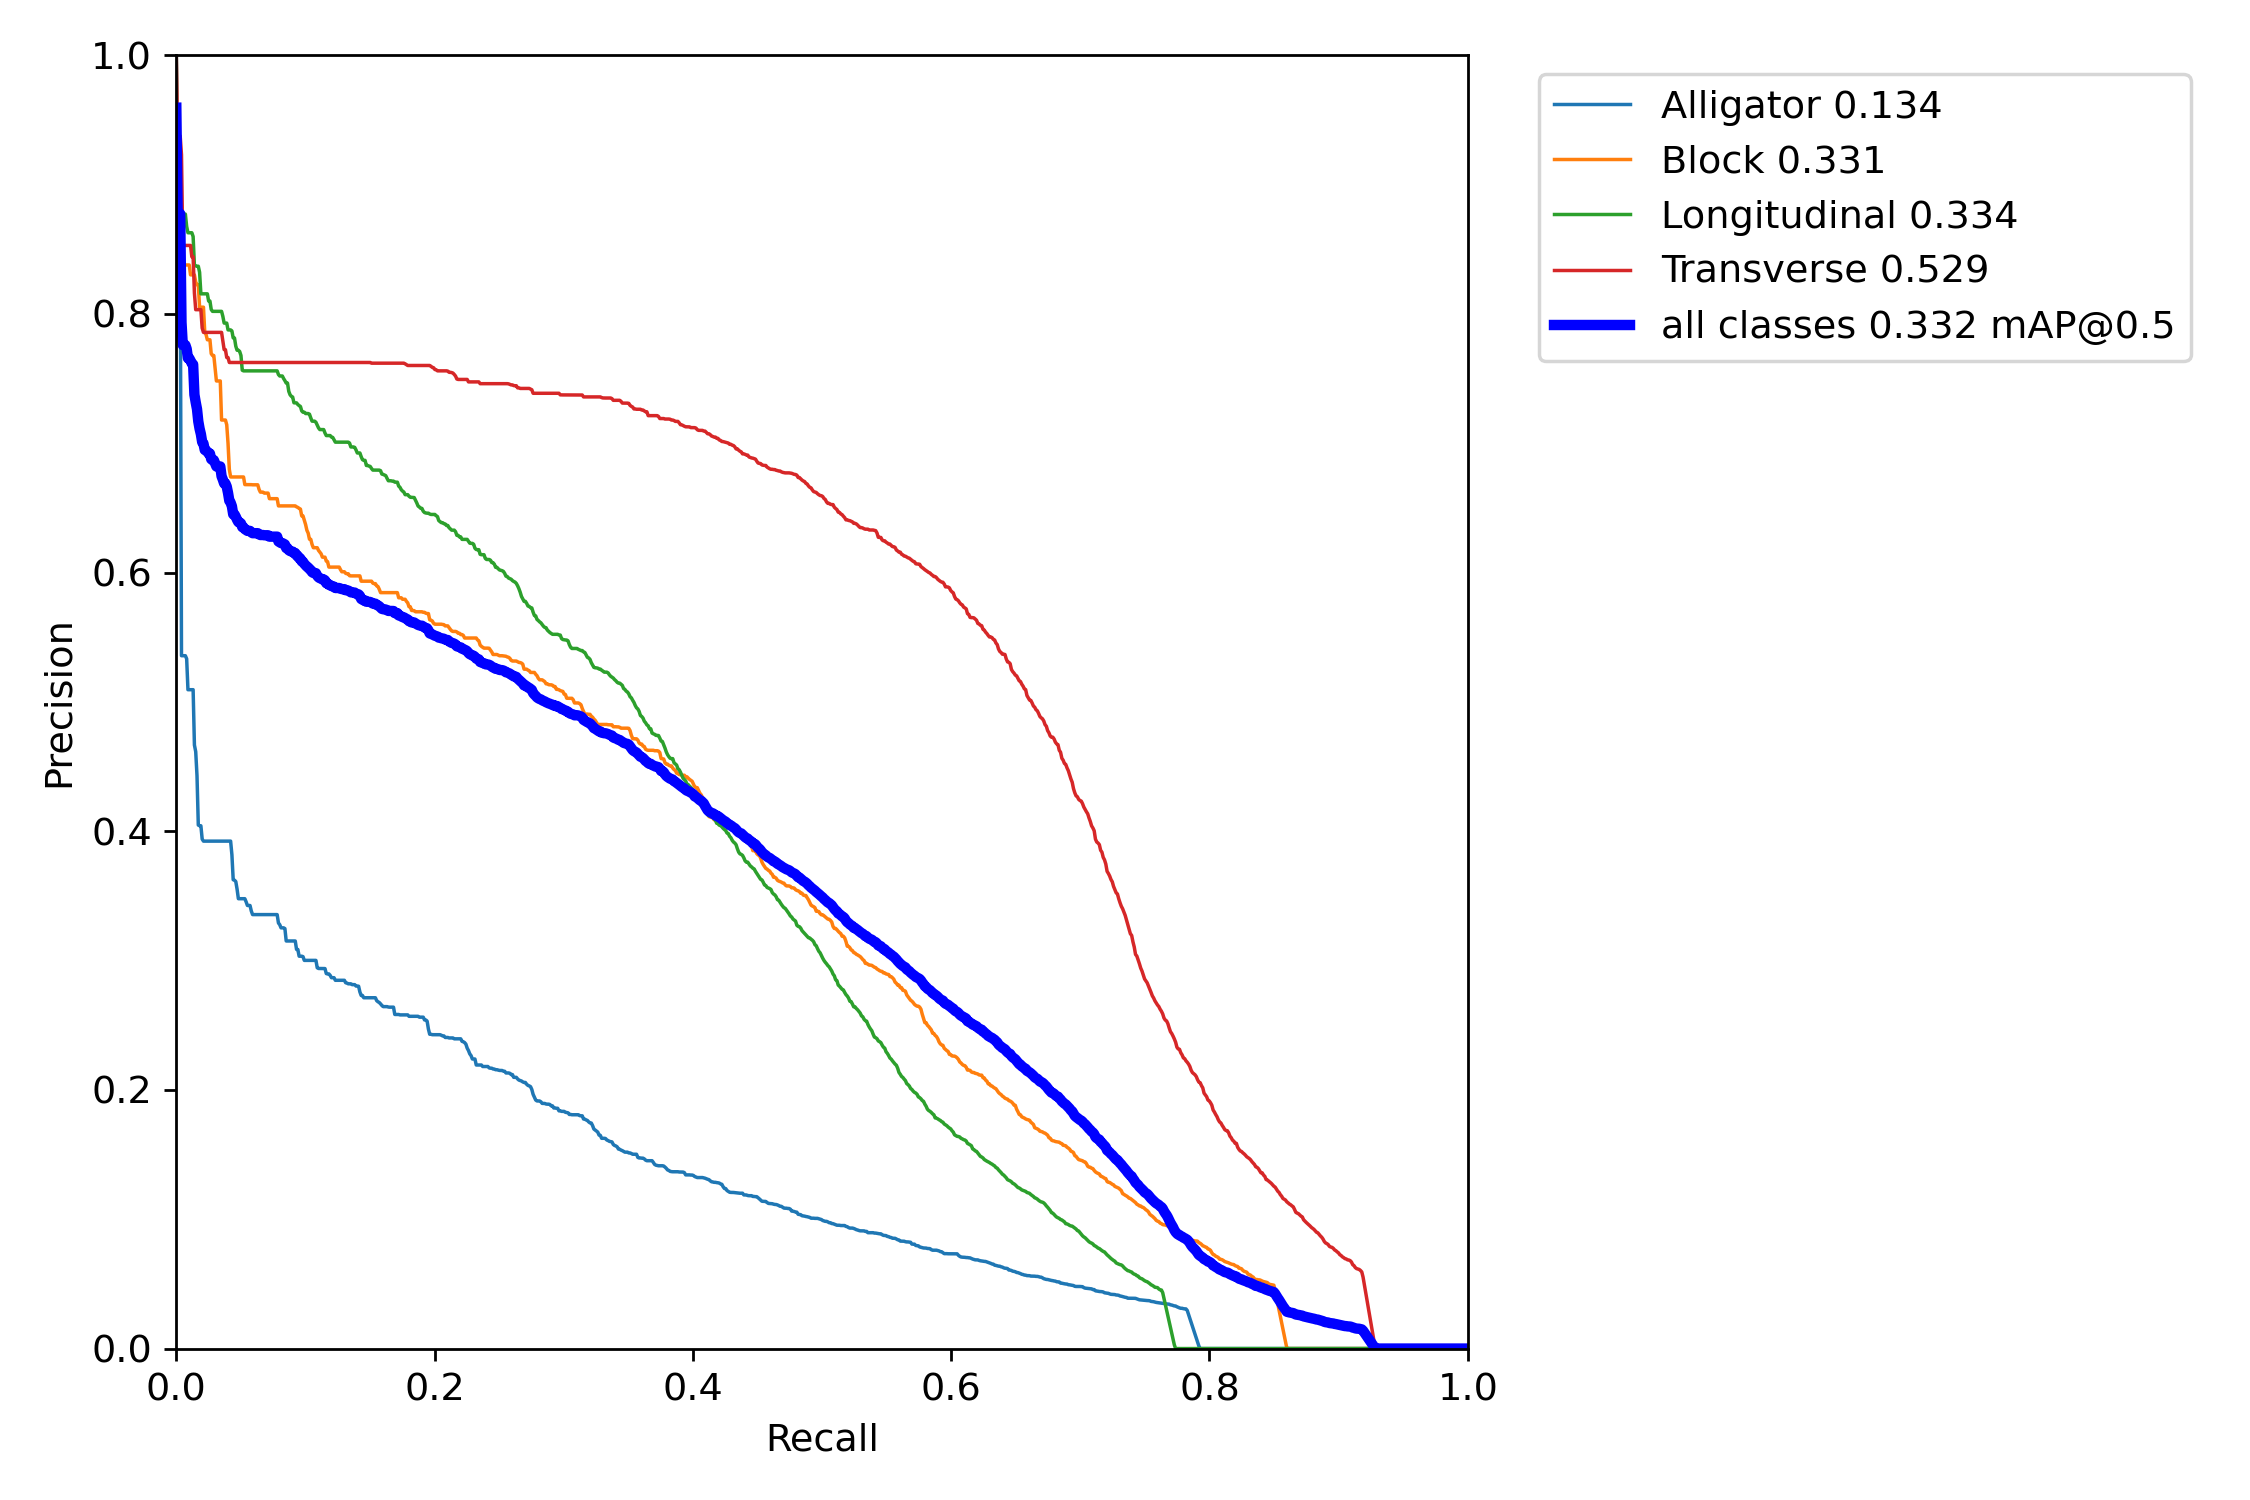 1.0
0.8
0.6
0.4
0.2
0.0
Precision
0.0 0.2 0.4 0.6 0.8 1.0
Recall
Alligator 0.134
Block 0.331
Longitudinal 0.334
Transverse 0.529
all classes 0.332 mAP@0.5